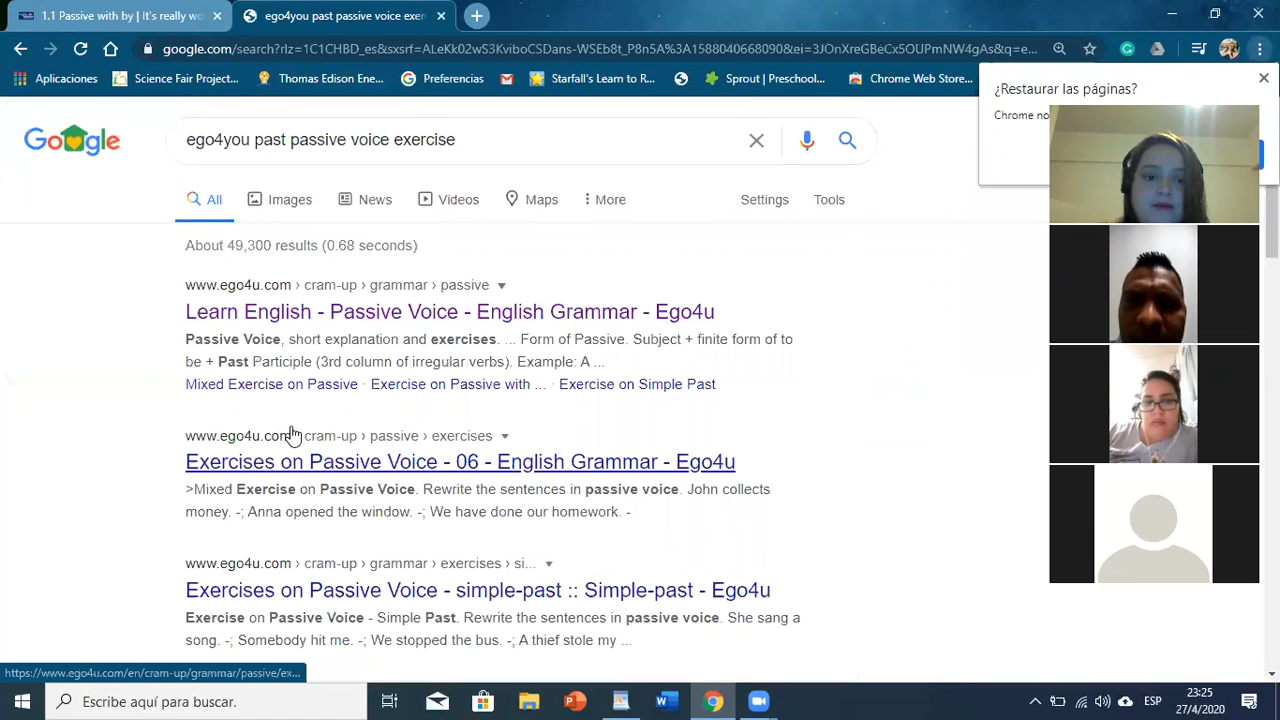 1.1 Passive with by | It's really wo
ego4you past passive voice exer
google.com/search?rlz=1C1CHBD_es&sxsrf=ALeKk02wS3KviboCSDans-WSEb8t_P8n5A%3A1588040668090&ei=3JOnXreGBeCx5OUPmNW4gAs&q=e...
Aplicaciones
Science Fair Project...
Thomas Edison Ene...
Preferencias
Starfall's Learn to R...
Sprout | Preschool...
Chrome Web Store...
¿Restaurar las páginas?
Chrome no
Google
ego4you past passive voice exercise
All
Images
News
Videos
Maps
More
Settings
Tools
About 49,300 results (0.68 seconds)
www.ego4u.com › cram-up › grammar › passive
Learn English - Passive Voice - English Grammar - Ego4u
Passive Voice, short explanation and exercises. ... Form of Passive. Subject + finite form of to
be + Past Participle (3rd column of irregular verbs). Example: A ...
Mixed Exercise on Passive · Exercise on Passive with ... · Exercise on Simple Past
www.ego4u.com › cram-up › passive › exercises
Exercises on Passive Voice - 06 - English Grammar - Ego4u
>Mixed Exercise on Passive Voice. Rewrite the sentences in passive voice. John collects
money. -; Anna opened the window. -; We have done our homework. -
www.ego4u.com › cram-up › grammar › exercises › si...
Exercises on Passive Voice - simple-past :: Simple-past - Ego4u
Exercise on Passive Voice - Simple Past. Rewrite the sentences in passive voice. She sang a
song. -; Somebody hit me. -; We stopped the bus. -; A thief stole my ...
https://www.ego4u.com/en/cram-up/grammar/passive/ex...
Escribe aquí para buscar.
ESP
23:25
27/4/2020